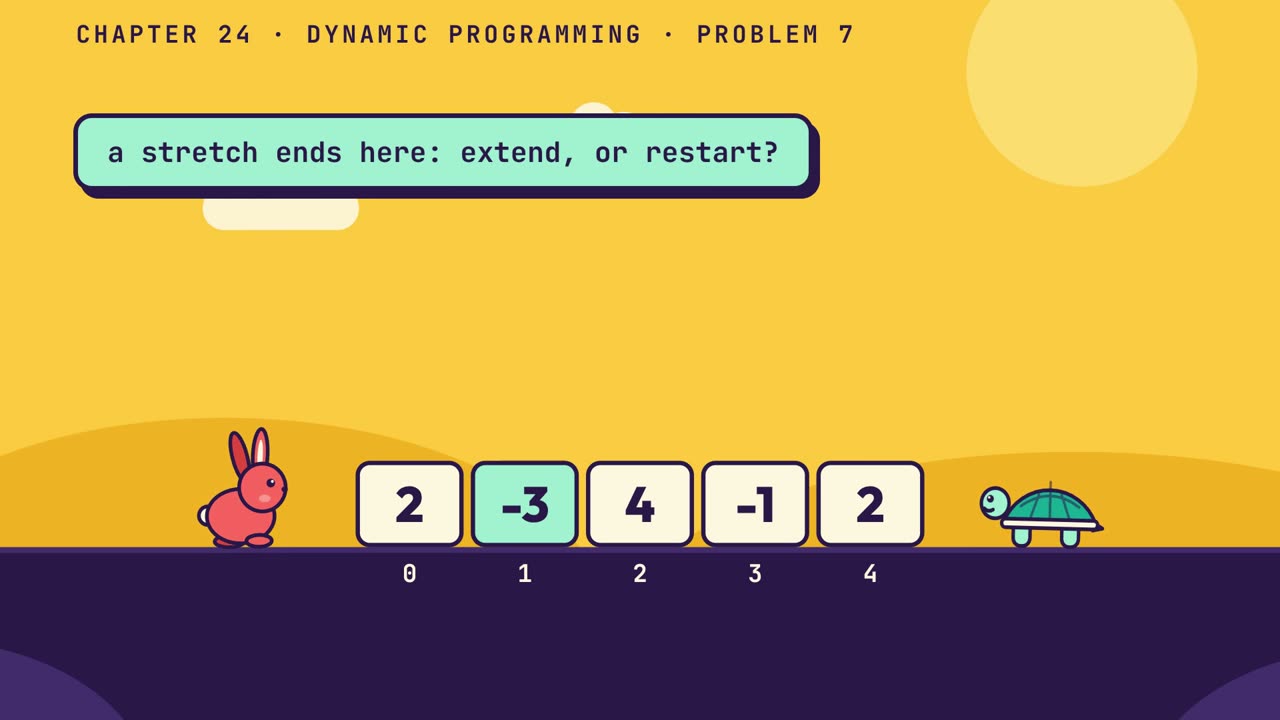 CHAPTER 24 · DYNAMIC PROGRAMMING · PROBLEM 7
a stretch ends here: extend, or restart?
2 -3 4 -1 2
0 1 2 3 4